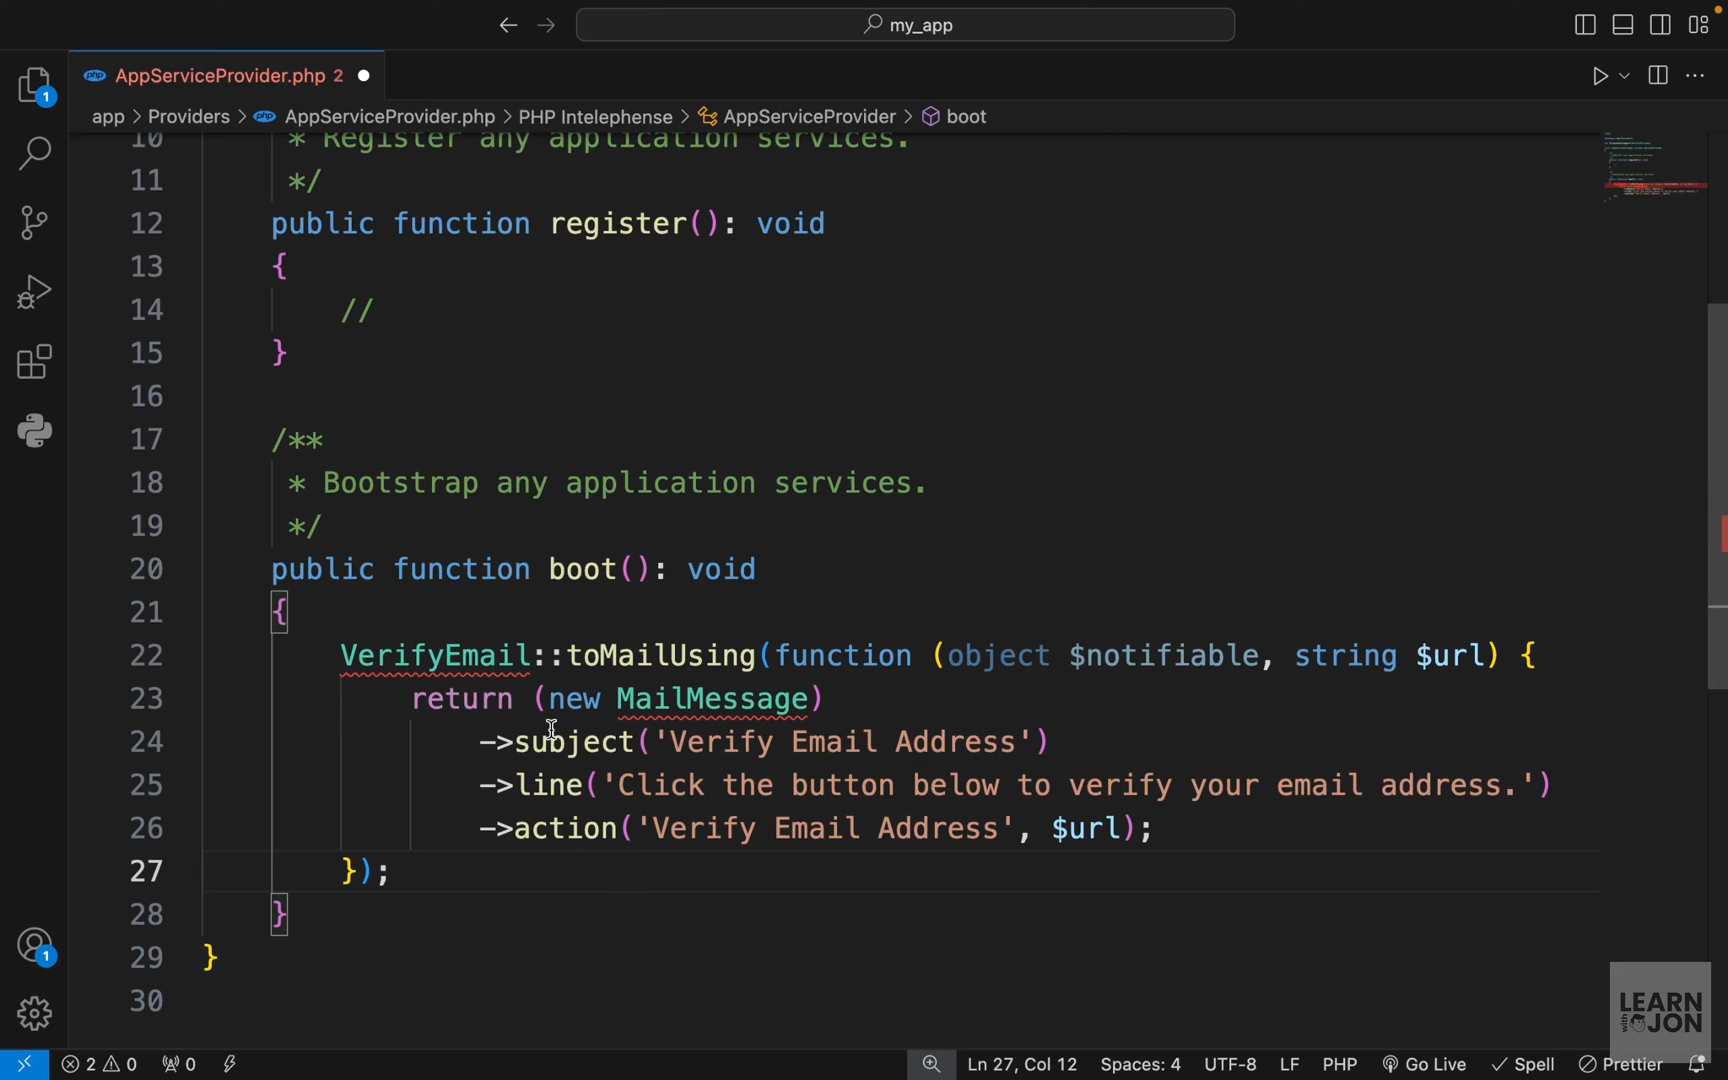 my_app
AppServiceProvider.php 2
app > Providers > AppServiceProvider.php > PHP Intelephense > AppServiceProvider > boot
10 * Register any application services.
11 */
12 public function register(): void
13 {
14 //
15 }
16
17 /**
18 * Bootstrap any application services.
19 */
20 public function boot(): void
21 {
22 VerifyEmail::toMailUsing(function (object $notifiable, string $url) {
23 return (new MailMessage)
24 ->subject('Verify Email Address')
25 ->line('Click the button below to verify your email address.')
26 ->action('Verify Email Address', $url);
27 });
28 }
29 }
30
1
1
LEARN
with JON
2 0 0 Ln 27, Col 12 Spaces: 4 UTF-8 LF PHP Go Live Spell Prettier